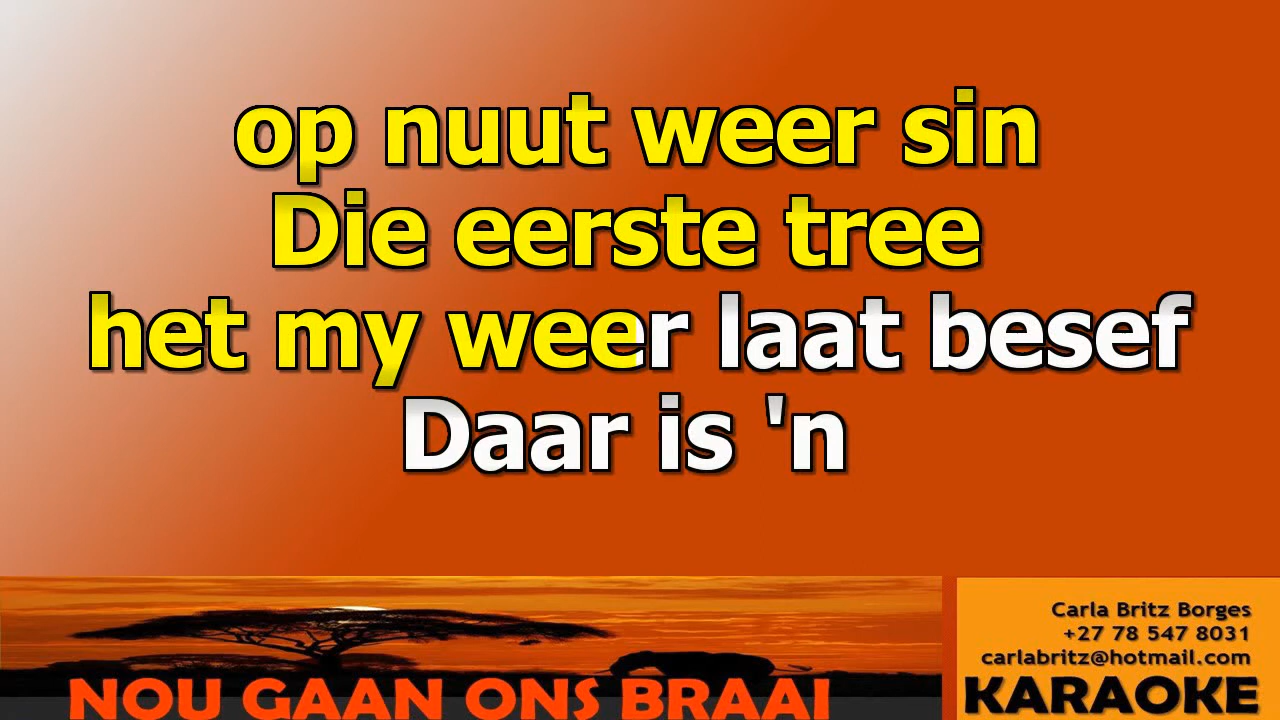 op nuut weer sin
Die eerste tree
het my weer laat besef
Daar is 'n
Carla Britz Borges
+27 78 547 8031
carlabritz@hotmail.com
NOU GAAN ONS BRAAI
KARAOKE